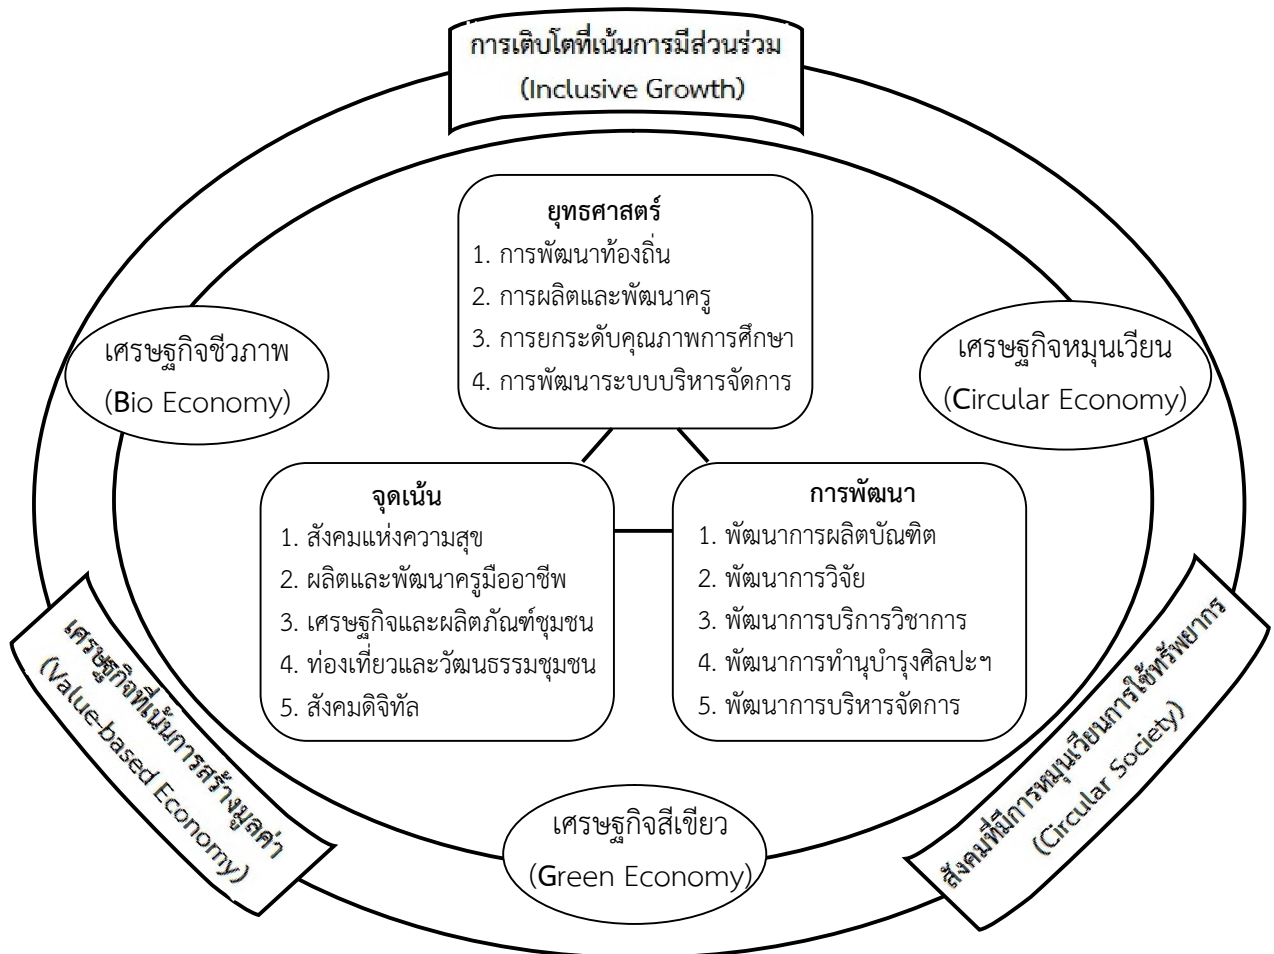 การเติบโตที่เน้นการมีส่วนร่วม
(Inclusive Growth)
ยุทธศาสตร์
1. การพัฒนาท้องถิ่น
2. การผลิตและพัฒนาครู
3. การยกระดับคุณภาพการศึกษา
4. การพัฒนาระบบบริหารจัดการ
เศรษฐกิจชีวภาพ
(Bio Economy)
เศรษฐกิจหมุนเวียน
(Circular Economy)
จุดเน้น
1. สังคมแห่งความสุข
2. ผลิตและพัฒนาครูมืออาชีพ
3. เศรษฐกิจและผลิตภัณฑ์ชุมชน
4. ท่องเที่ยวและวัฒนธรรมชุมชน
5. สังคมดิจิทัล
การพัฒนา
1. พัฒนาการผลิตบัณฑิต
2. พัฒนาการวิจัย
3. พัฒนาการบริการวิชาการ
4. พัฒนาการทำนุบำรุงศิลปะฯ
5. พัฒนาการบริหารจัดการ
เศรษฐกิจที่เน้นการสร้างมูลค่า
(Value-based Economy)
สังคมที่มีการหมุนเวียนการใช้ทรัพยากร
(Circular Society)
เศรษฐกิจสีเขียว
(Green Economy)